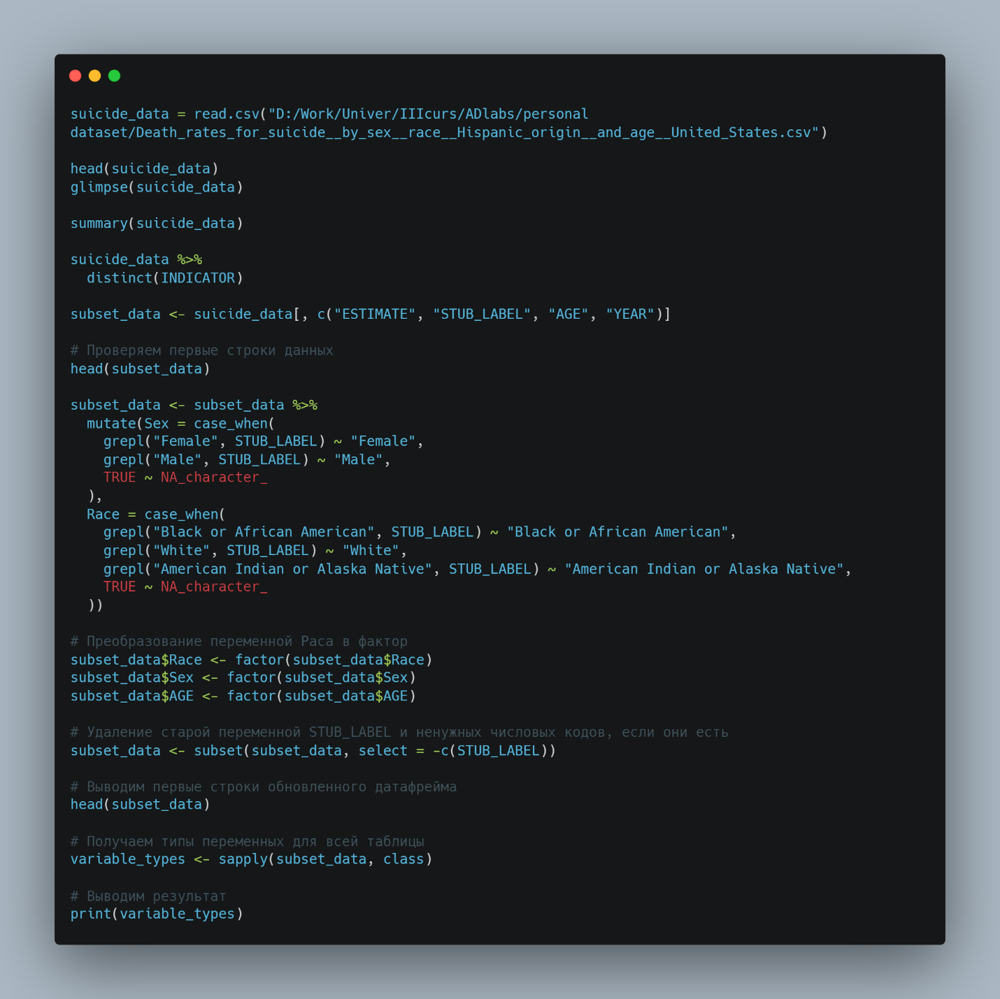 suicide_data = read.csv("D:/Work/Univer/IIIcurs/ADlabs/personal
dataset/Death_rates_for_suicide__by_sex__race__Hispanic_origin__and_age__United_States.csv")
head(suicide_data)
glimpse(suicide_data)
summary(suicide_data)
suicide_data %>%
  distinct(INDICATOR)
subset_data <- suicide_data[, c("ESTIMATE", "STUB_LABEL", "AGE", "YEAR")]
# Проверяем первые строки данных
head(subset_data)
subset_data <- subset_data %>%
  mutate(Sex = case_when(
    grepl("Female", STUB_LABEL) ~ "Female",
    grepl("Male", STUB_LABEL) ~ "Male",
    TRUE ~ NA_character_
  ),
  Race = case_when(
    grepl("Black or African American", STUB_LABEL) ~ "Black or African American",
    grepl("White", STUB_LABEL) ~ "White",
    grepl("American Indian or Alaska Native", STUB_LABEL) ~ "American Indian or Alaska Native",
    TRUE ~ NA_character_
  ))
# Преобразование переменной Раса в фактор
subset_data$Race <- factor(subset_data$Race)
subset_data$Sex <- factor(subset_data$Sex)
subset_data$AGE <- factor(subset_data$AGE)
# Удаление старой переменной STUB_LABEL и ненужных числовых кодов, если они есть
subset_data <- subset(subset_data, select = -c(STUB_LABEL))
# Выводим первые строки обновленного датафрейма
head(subset_data)
# Получаем типы переменных для всей таблицы
variable_types <- sapply(subset_data, class)
# Выводим результат
print(variable_types)